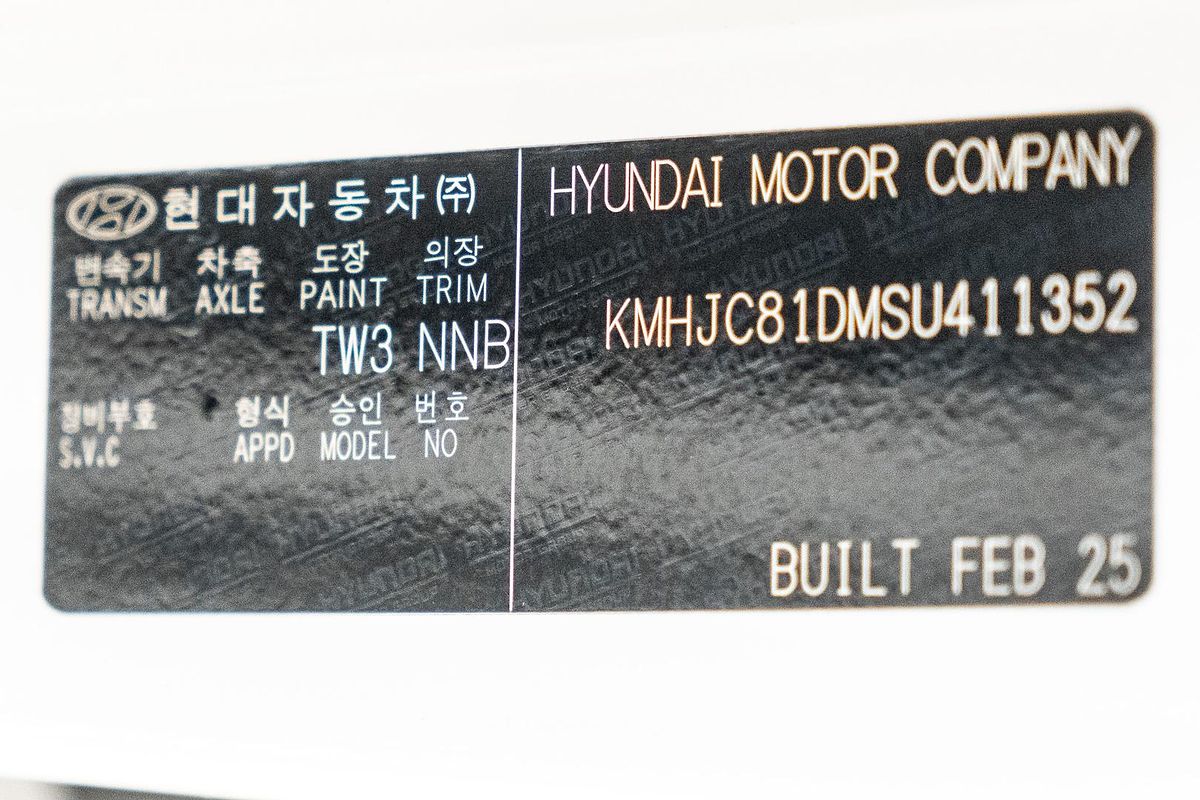 현대자동차(주)
변속기 차축 도장 의장
TRANSM AXLE PAINT TRIM
TW3 NNB
장비부호 형식 승인 번호
S.V.C APPD MODEL NO
HYUNDAI MOTOR COMPANY
KMHJC81DMSU411352
BUILT FEB 25